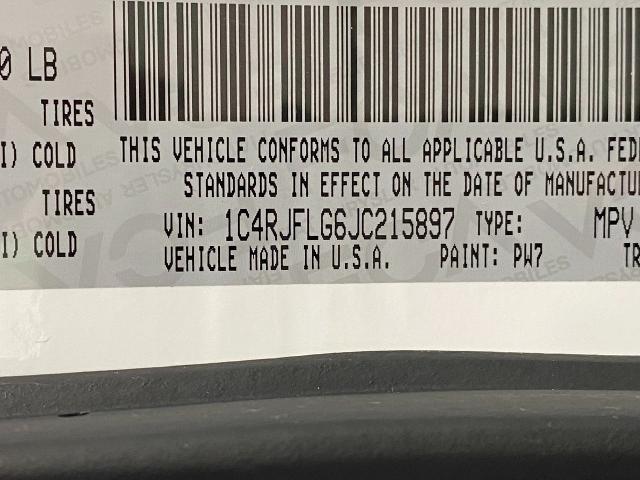 0 LB
TIRES
I) COLD
TIRES
I) COLD
THIS VEHICLE CONFORMS TO ALL APPLICABLE U.S.A. FEDE
STANDARDS IN EFFECT ON THE DATE OF MANUFACTU
VIN: 1C4RJFLG6JC215897 TYPE: MPV
VEHICLE MADE IN U.S.A. PAINT: PW7 TR